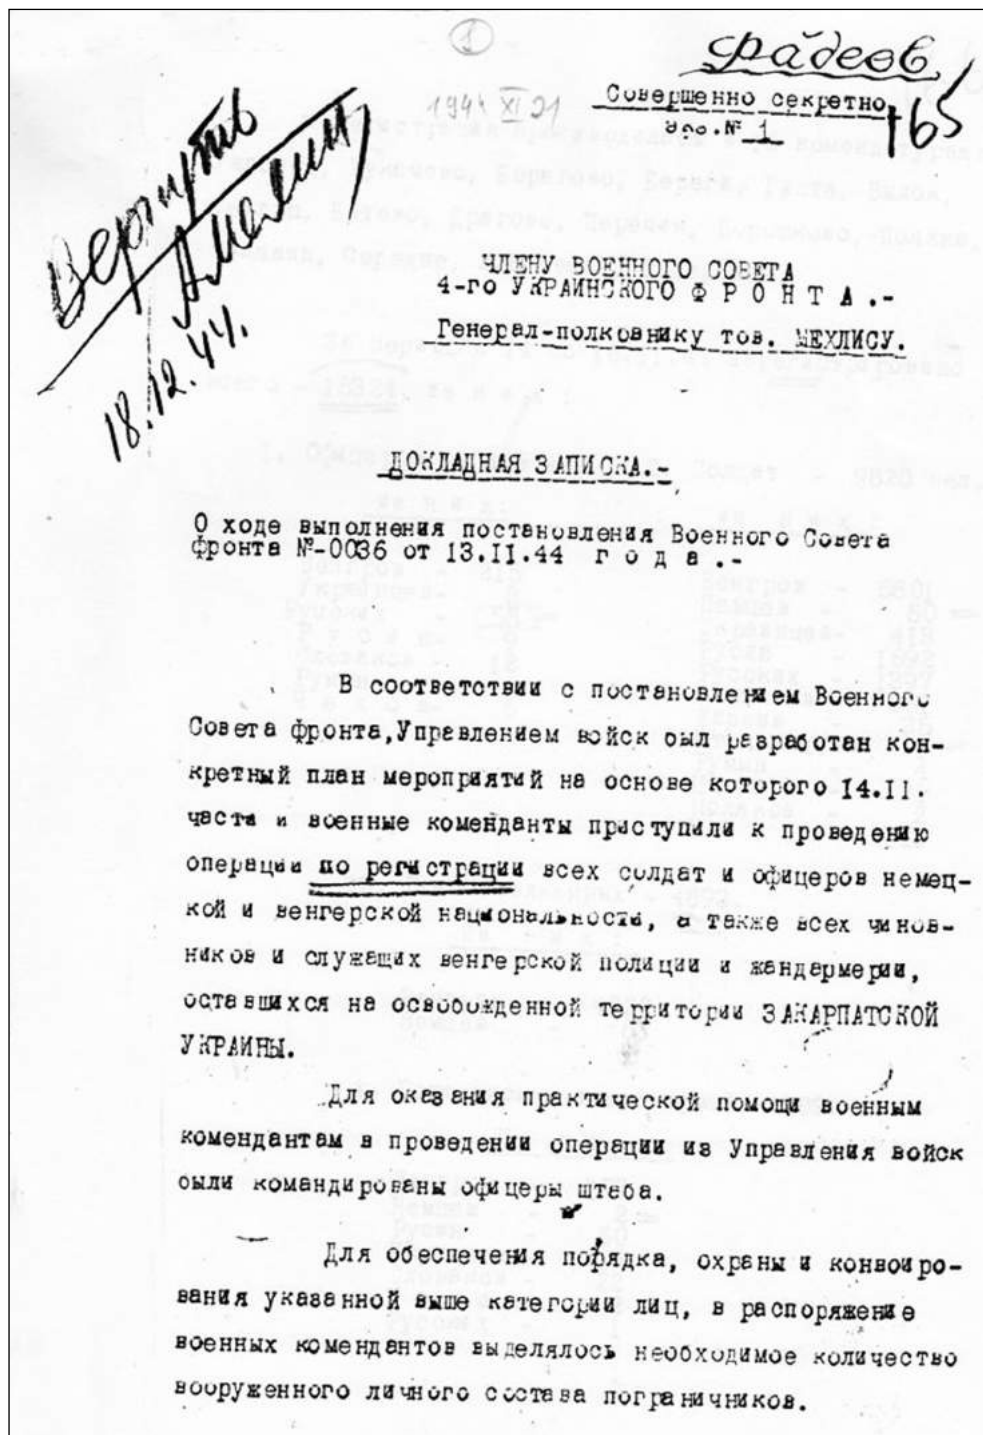 1
Фадеев
Совершенно секретно
Экз.№ 1
165
1944 XI 21
Вернуть
18.12.44.
ЧЛЕНУ ВОЕННОГО СОВЕТА
4-го УКРАИНСКОГО Ф Р О Н Т А .-
Генерал-полковнику тов. МЕХЛИСУ.
ДОКЛАДНАЯ ЗАПИСКА.-
О ходе выполнения постановления Военного Совета
фронта №-0036 от 13.II.44 г о д а .-
В соответствии с постановлением Военного
Совета фронта, Управлением войск был разработан кон-
кретный план мероприятий на основе которого I4.II.
части и военные коменданты приступили к проведению
операции по регистрации всех солдат и офицеров немец-
кой и венгерской национальности, а также всех чинов-
ников и служащих венгерской полиции и жандармерии,
оставшихся на освобожденной территории ЗАКАРПАТСКОЙ
УКРАИНЫ.
Для оказания практической помощи военным
комендантам в проведении операции из Управления войск
были командированы офицеры штаба.
Для обеспечения порядка, охраны и конвоиро-
вания указанной выше категории лиц, в распоряжение
военных комендантов выделялось необходимое количество
вооруженного личного состава пограничников.